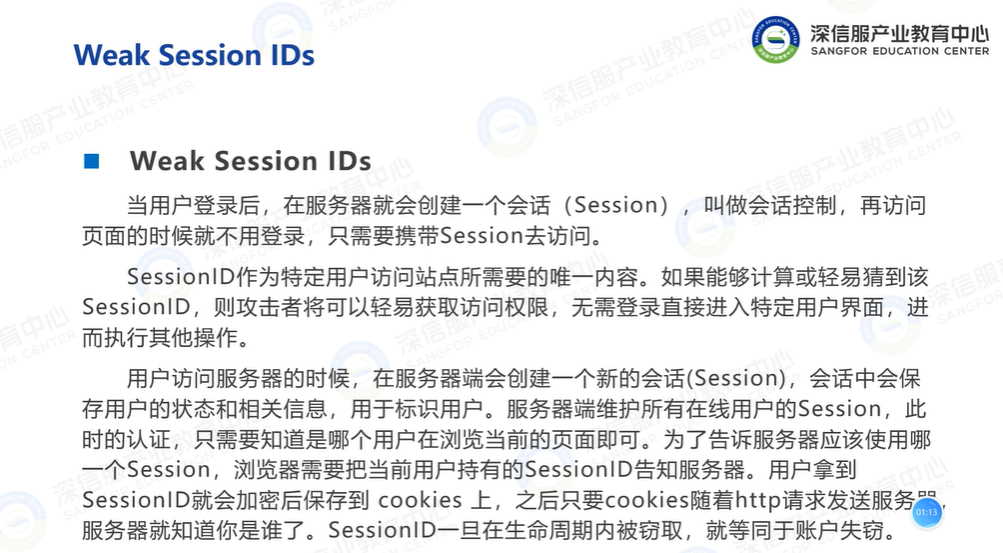 Weak Session IDs
深信服产业教育中心
SANGFOR EDUCATION CENTER
Weak Session IDs
当用户登录后，在服务器就会创建一个会话（Session），叫做会话控制，再访问
页面的时候就不用登录，只需要携带Session去访问。
SessionID作为特定用户访问站点所需要的唯一内容。如果能够计算或轻易猜到该
SessionID，则攻击者将可以轻易获取访问权限，无需登录直接进入特定用户界面，进
而执行其他操作。
用户访问服务器的时候，在服务器端会创建一个新的会话(Session)，会话中会保
存用户的状态和相关信息，用于标识用户。服务器端维护所有在线用户的Session，此
时的认证，只需要知道是哪个用户在浏览当前的页面即可。为了告诉服务器应该使用哪
一个Session，浏览器需要把当前用户持有的SessionID告知服务器。用户拿到
SessionID就会加密后保存到 cookies 上，之后只要cookies随着http请求发送服务器，
服务器就知道你是谁了。SessionID一旦在生命周期内被窃取，就等同于账户失窃。
01:13